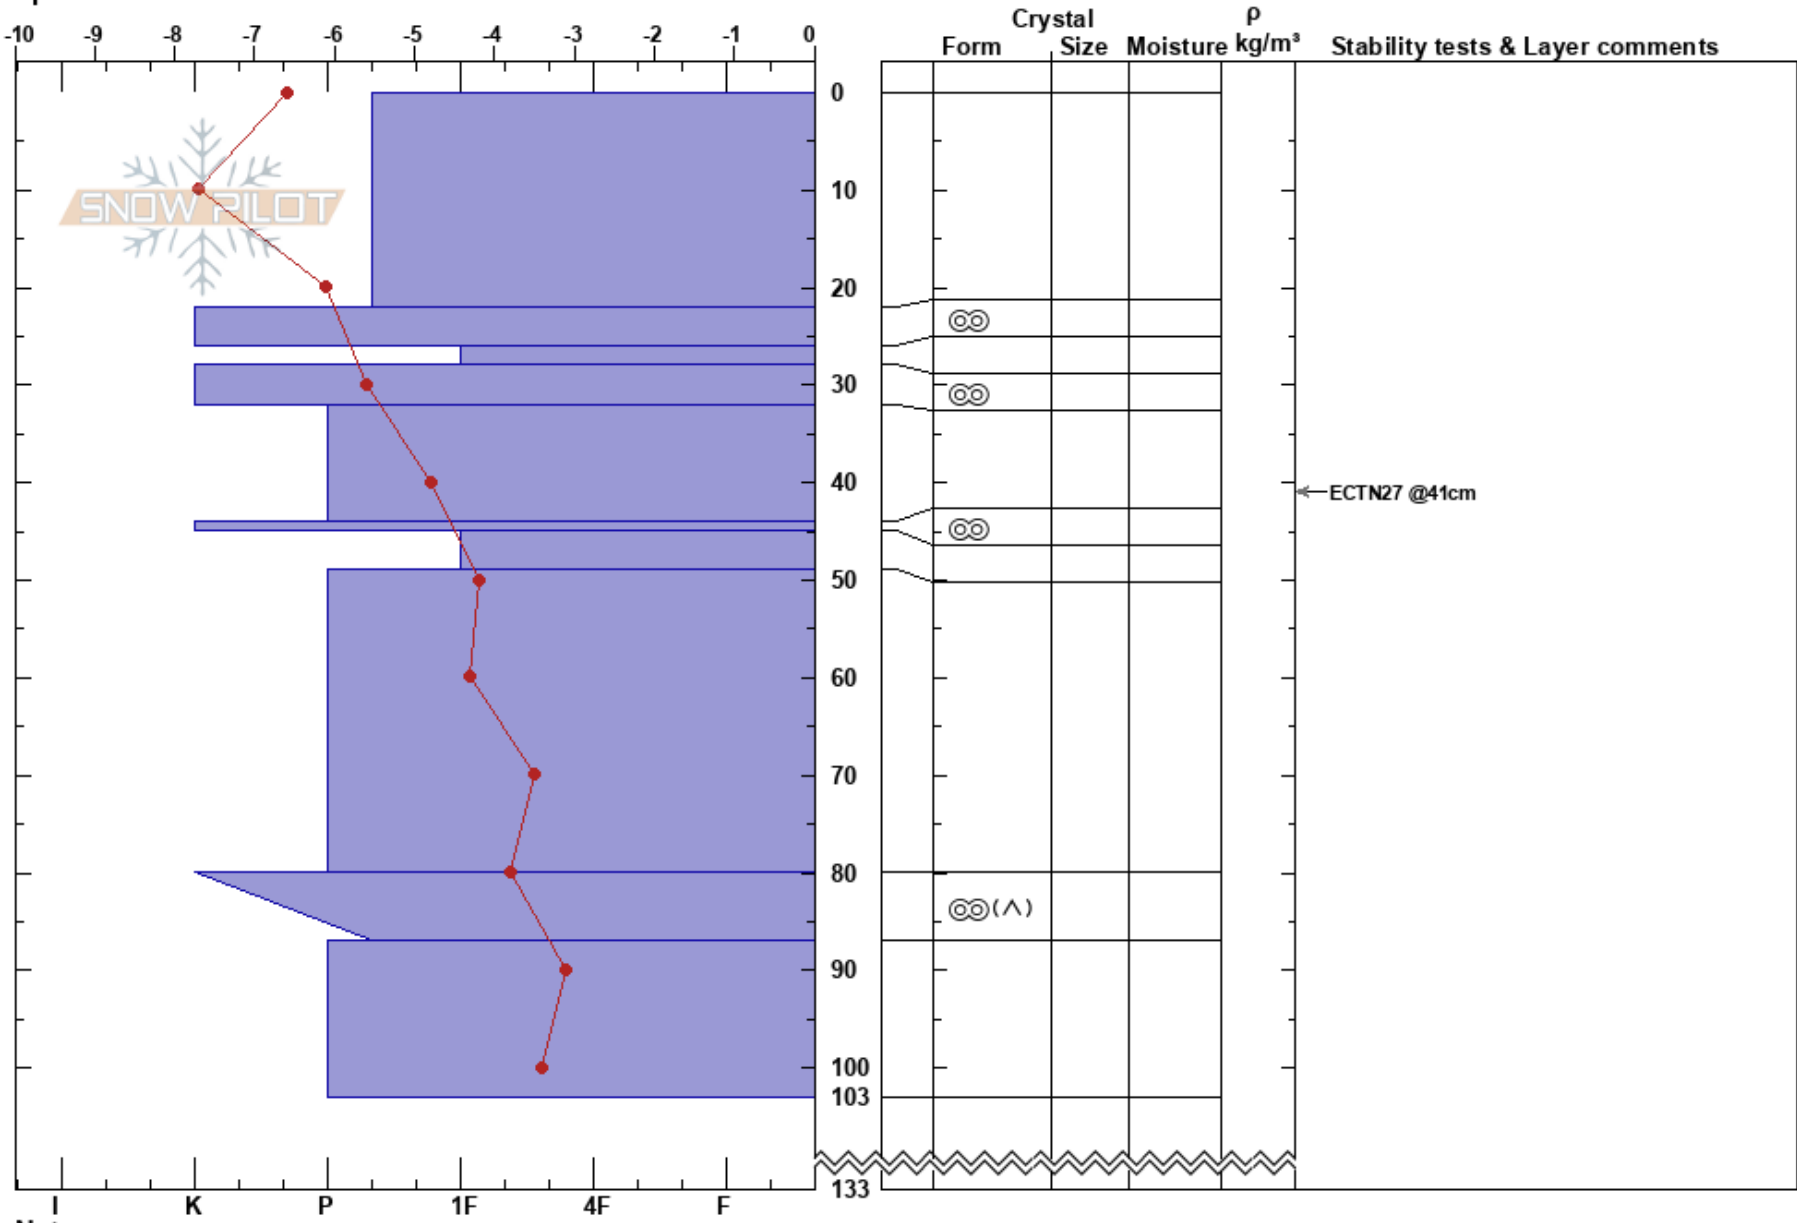 Crystal ρ
-10 -9 -8 -7 -6 -5 -4 -3 -2 -1 0
Form Size Moisture kg/m³ Stability tests & Layer comments
0
SNOW PILOT
10
20
30
40
ECTN27 @41cm
50
60
70
80
(∧)
90
100
103
133
I K P 1F 4F F